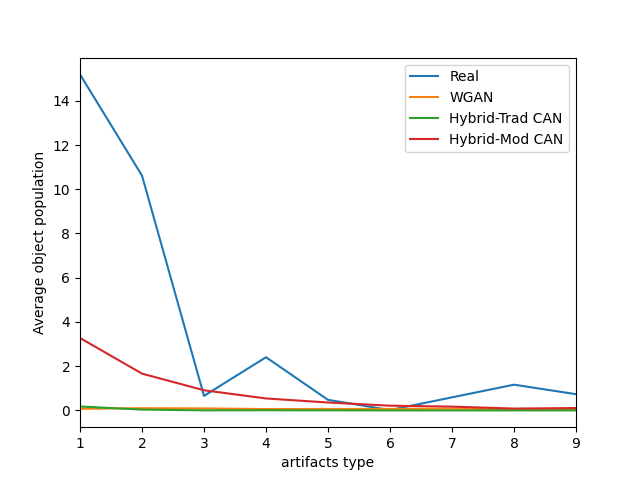 Real
WGAN
Hybrid-Trad CAN
Hybrid-Mod CAN
14
12
10
8
6
4
2
0
Average object population
1 2 3 4 5 6 7 8 9
artifacts type